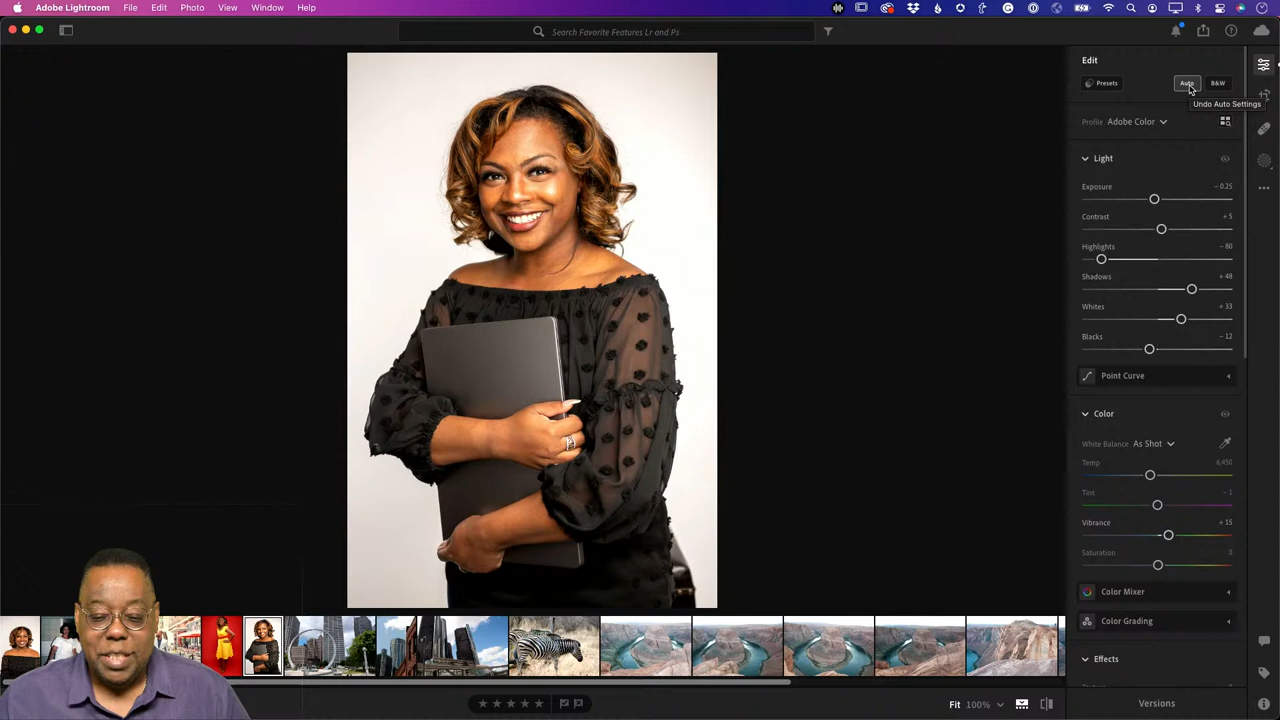 Adobe Lightroom File Edit Photo View Window Help
Search Favorite Features Lr and Ps
Edit
Presets Auto B&W
Undo Auto Settings
Profile Adobe Color
Light
Exposure - 0.25
Contrast + 5
Highlights - 80
Shadows + 48
Whites + 33
Blacks - 12
Point Curve
Color
White Balance As Shot
Temp 6,450
Tint - 1
Vibrance + 15
Saturation 0
Color Mixer
Color Grading
Effects
Fit 100%
Versions